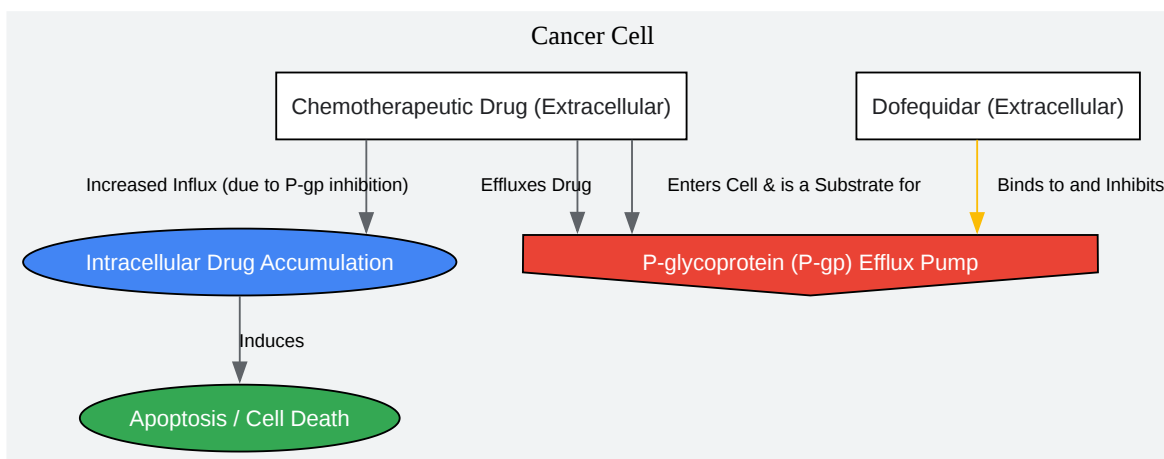 Cancer Cell
Chemotherapeutic Drug (Extracellular)
Dofequidar (Extracellular)
Increased Influx (due to P-gp inhibition)
Effluxes Drug
Enters Cell & is a Substrate for
Binds to and Inhibits
Intracellular Drug Accumulation
P-glycoprotein (P-gp) Efflux Pump
Induces
Apoptosis / Cell Death